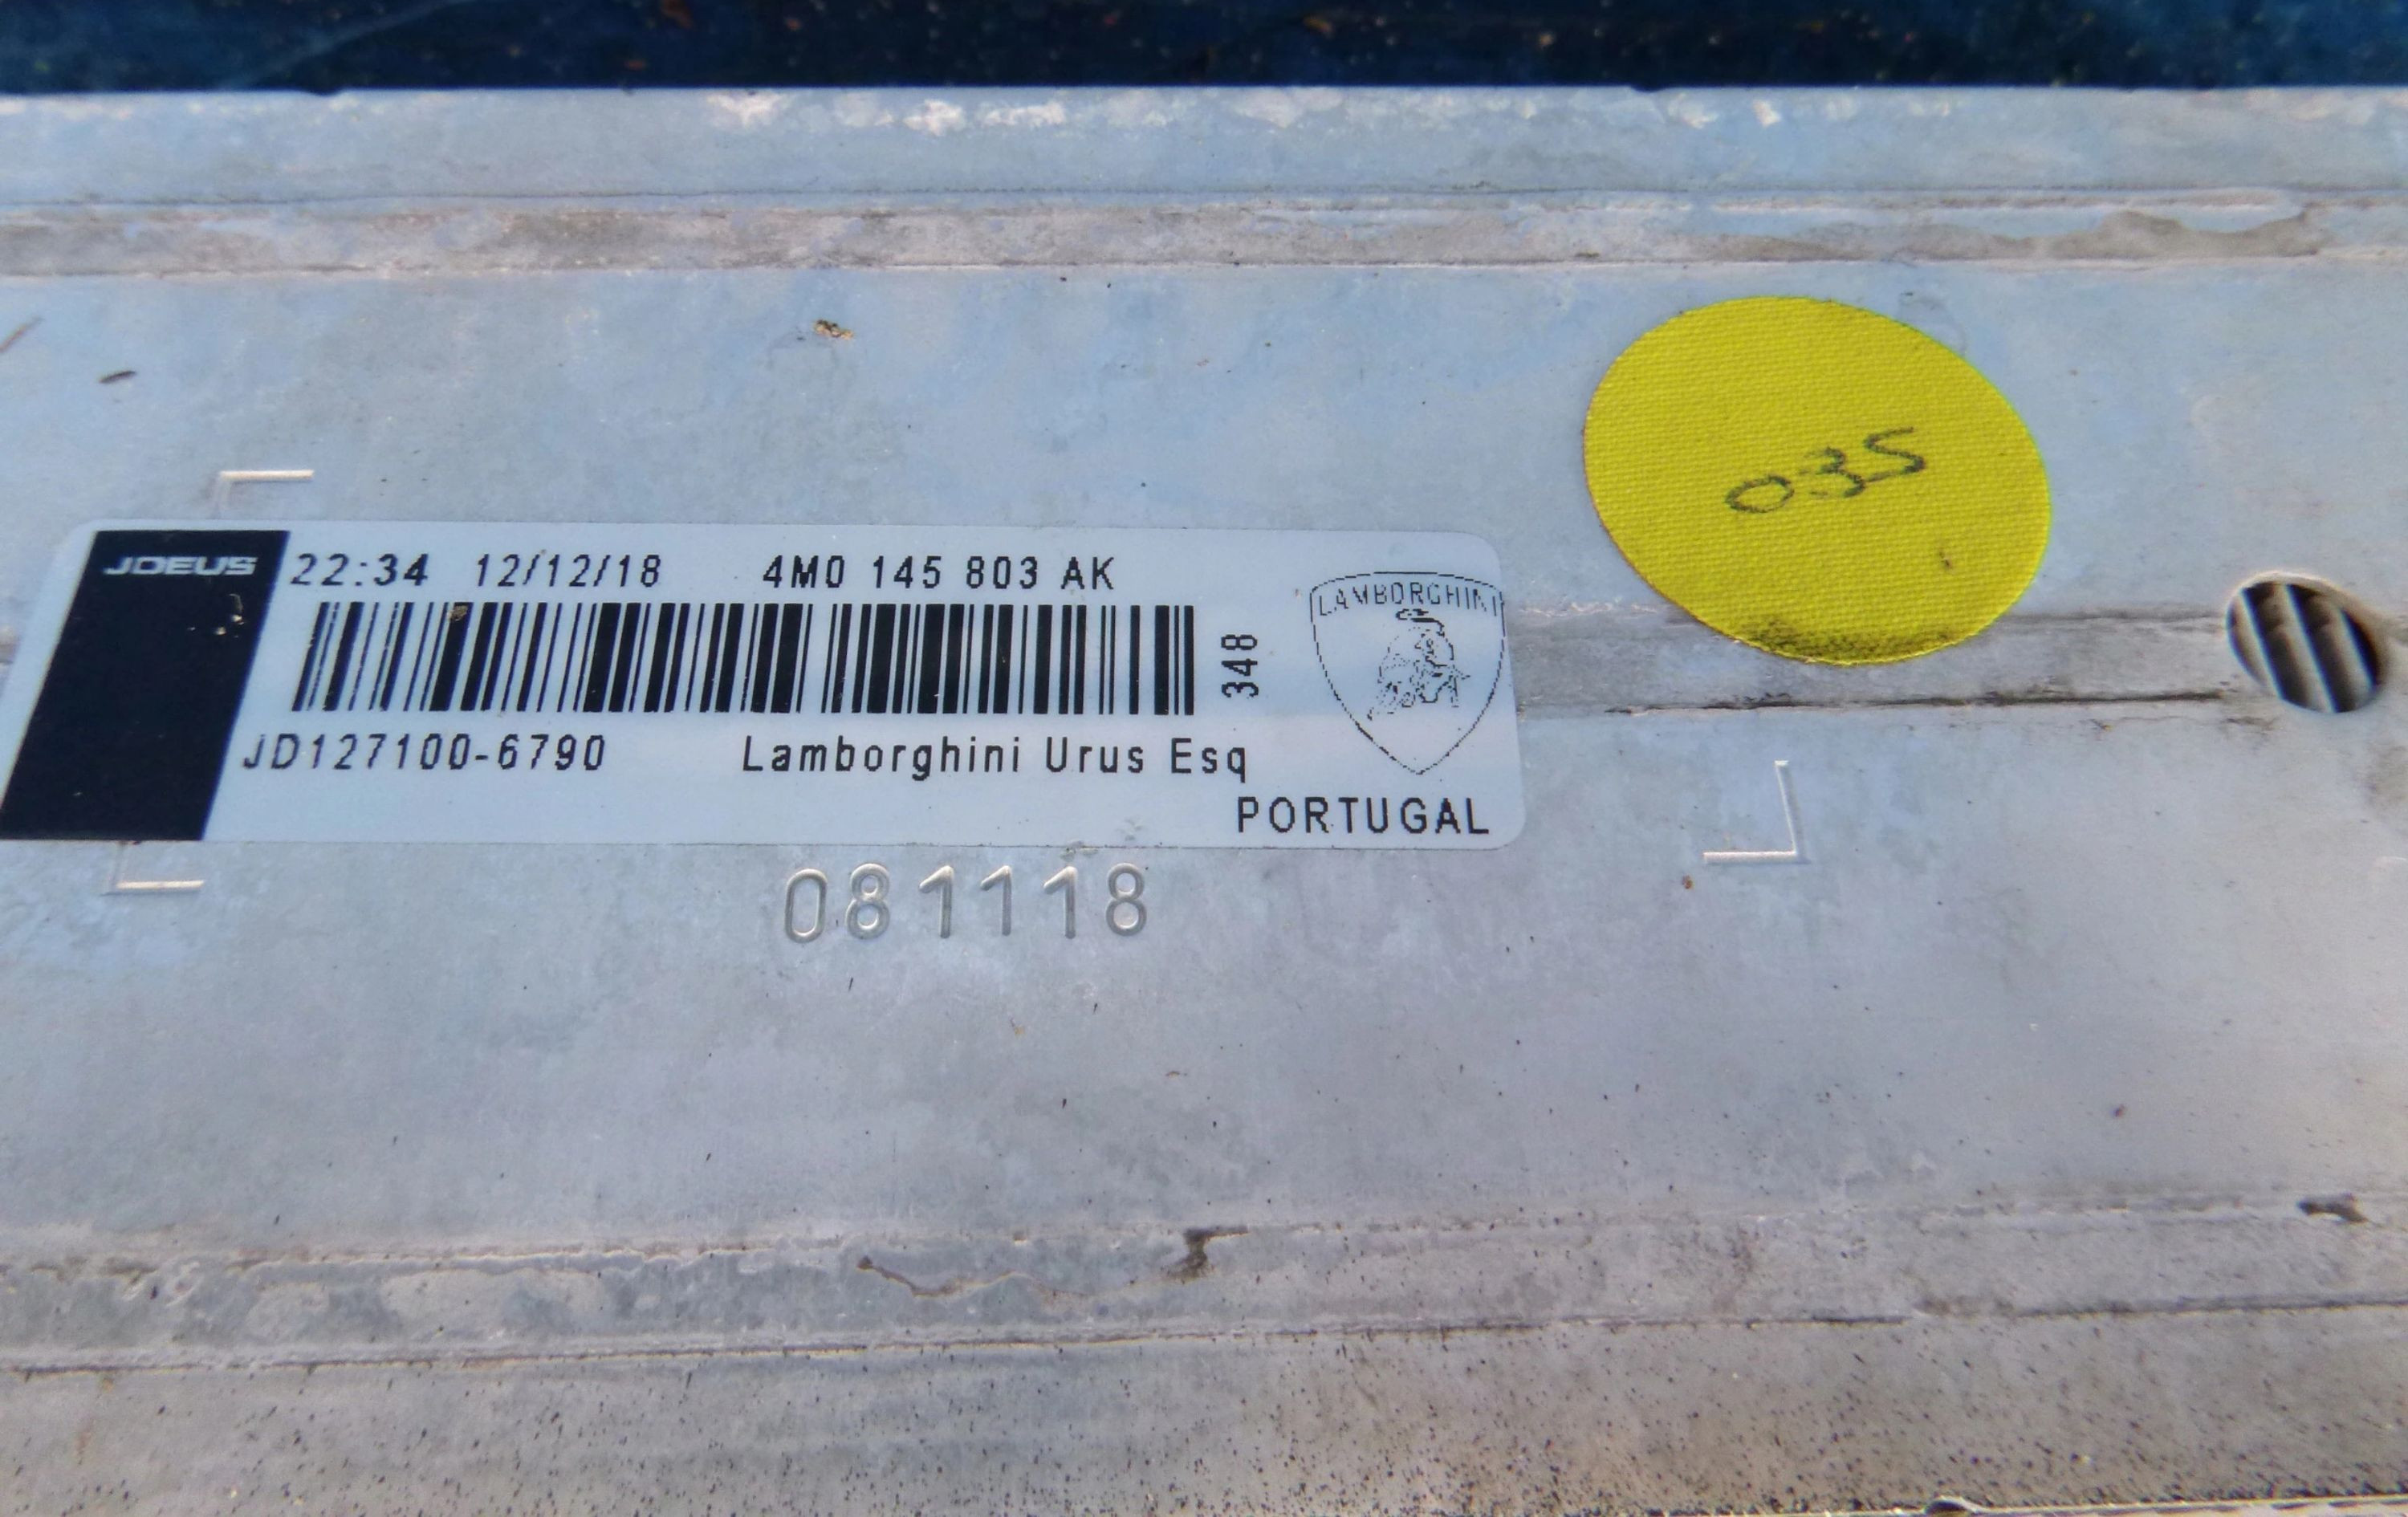 JDEUS
22:34 12/12/18 4M0 145 803 AK
348
LAMBORGHINI
JD127100-6790 Lamborghini Urus Esq
PORTUGAL
035
081118